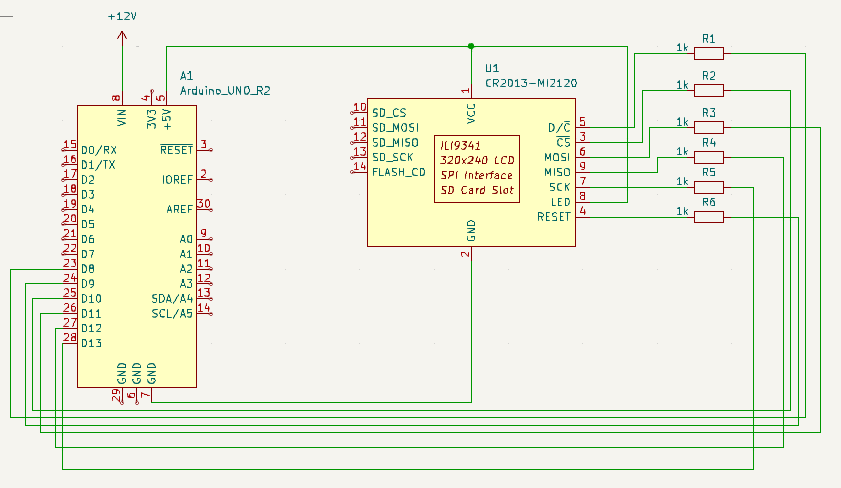 +12V
A1
Arduino_UNO_R2
8
VIN
4
3V3
5
+5V
15 D0/RX
16 D1/TX
17 D2
18 D3
19 D4
20 D5
21 D6
22 D7
23 D8
24 D9
25 D10
26 D11
27 D12
28 D13
RESET 3
IOREF 2
AREF 30
A0 9
A1 10
A2 11
A3 12
SDA/A4 13
SCL/A5 14
GND
29
GND
6
GND
7
U1
CR2013-MI2120
1
VCC
10 SD_CS
11 SD_MOSI
12 SD_MISO
13 SD_SCK
14 FLASH_CD
ILI9341
320x240 LCD
SPI Interface
SD Card Slot
D/C 5
CS 3
MOSI 6
MISO 9
SCK 7
LED 8
RESET 4
GND
2
1k R1
1k R2
1k R3
1k R4
1k R5
1k R6